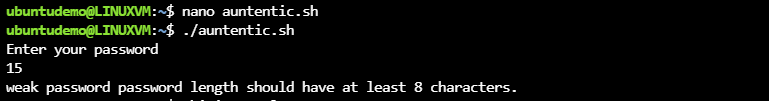 ubuntudemo@LINUXVM:~$ nano auntentic.sh
ubuntudemo@LINUXVM:~$ ./auntentic.sh
Enter your password
15
weak password password length should have at least 8 characters.